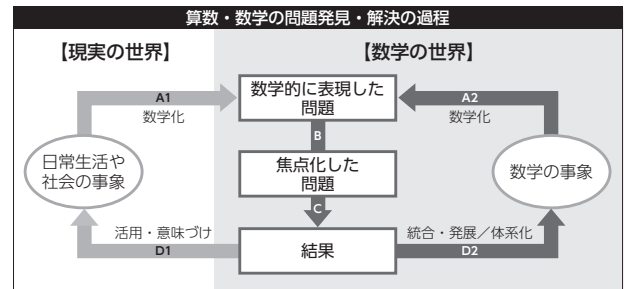 算数・数学の問題発見・解決の過程
【現実の世界】
【数学の世界】
A1
数学化
数学的に表現した
問題
A2
数学化
B
日常生活や
社会の事象
焦点化した
問題
数学の事象
C
活用・意味づけ
D1
結果
統合・発展／体系化
D2